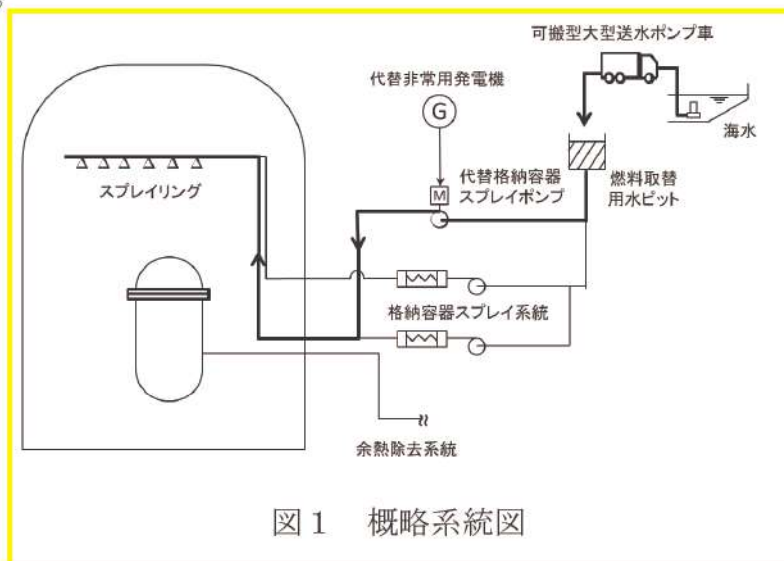 可搬型大型送水ポンプ車
代替非常用発電機
G
海水
M
代替格納容器
スプレイポンプ
燃料取替
用水ピット
スプレイリング
格納容器スプレイ系統
余熱除去系統
図1 概略系統図